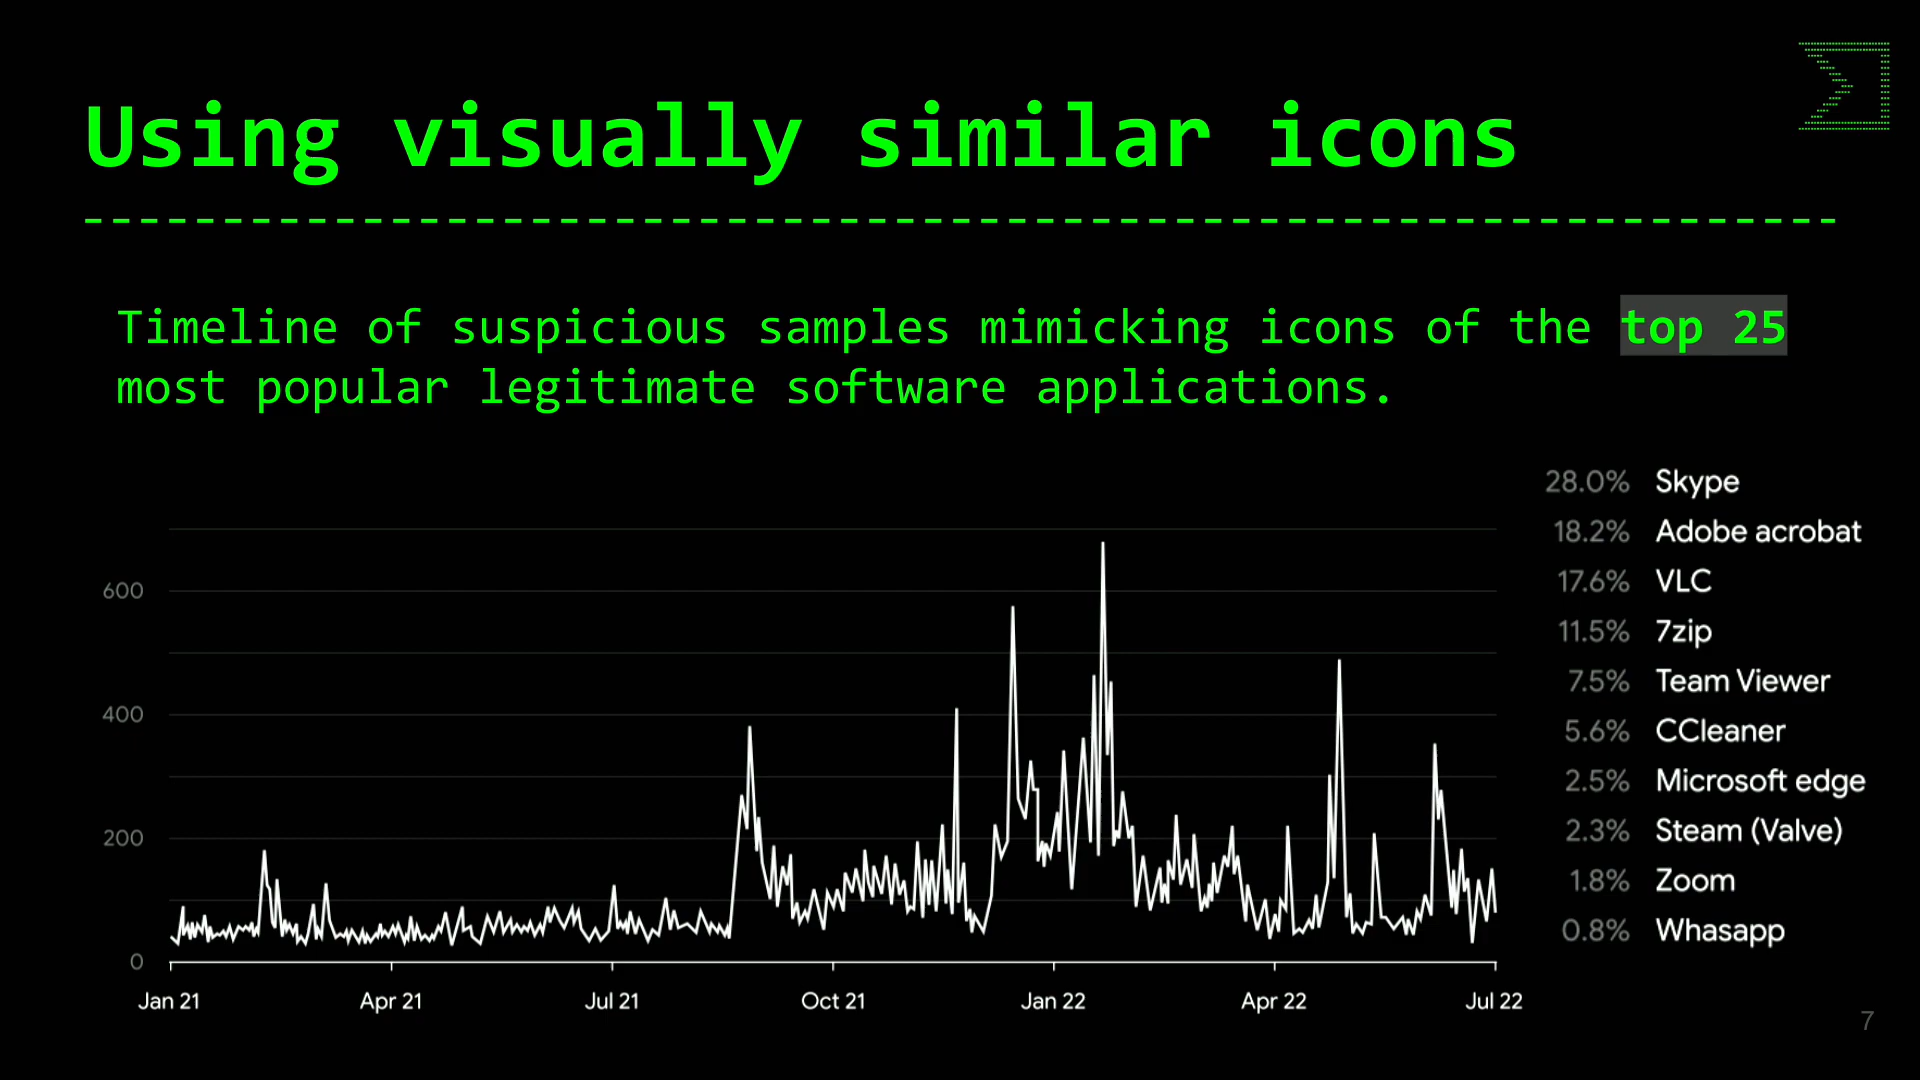 Using visually similar icons
Timeline of suspicious samples mimicking icons of the top 25
most popular legitimate software applications.
28.0% Skype
18.2% Adobe acrobat
17.6% VLC
11.5% 7zip
7.5% Team Viewer
5.6% CCleaner
2.5% Microsoft edge
2.3% Steam (Valve)
1.8% Zoom
0.8% Whasapp
600
400
200
0
Jan 21 Apr 21 Jul 21 Oct 21 Jan 22 Apr 22 Jul 22
7